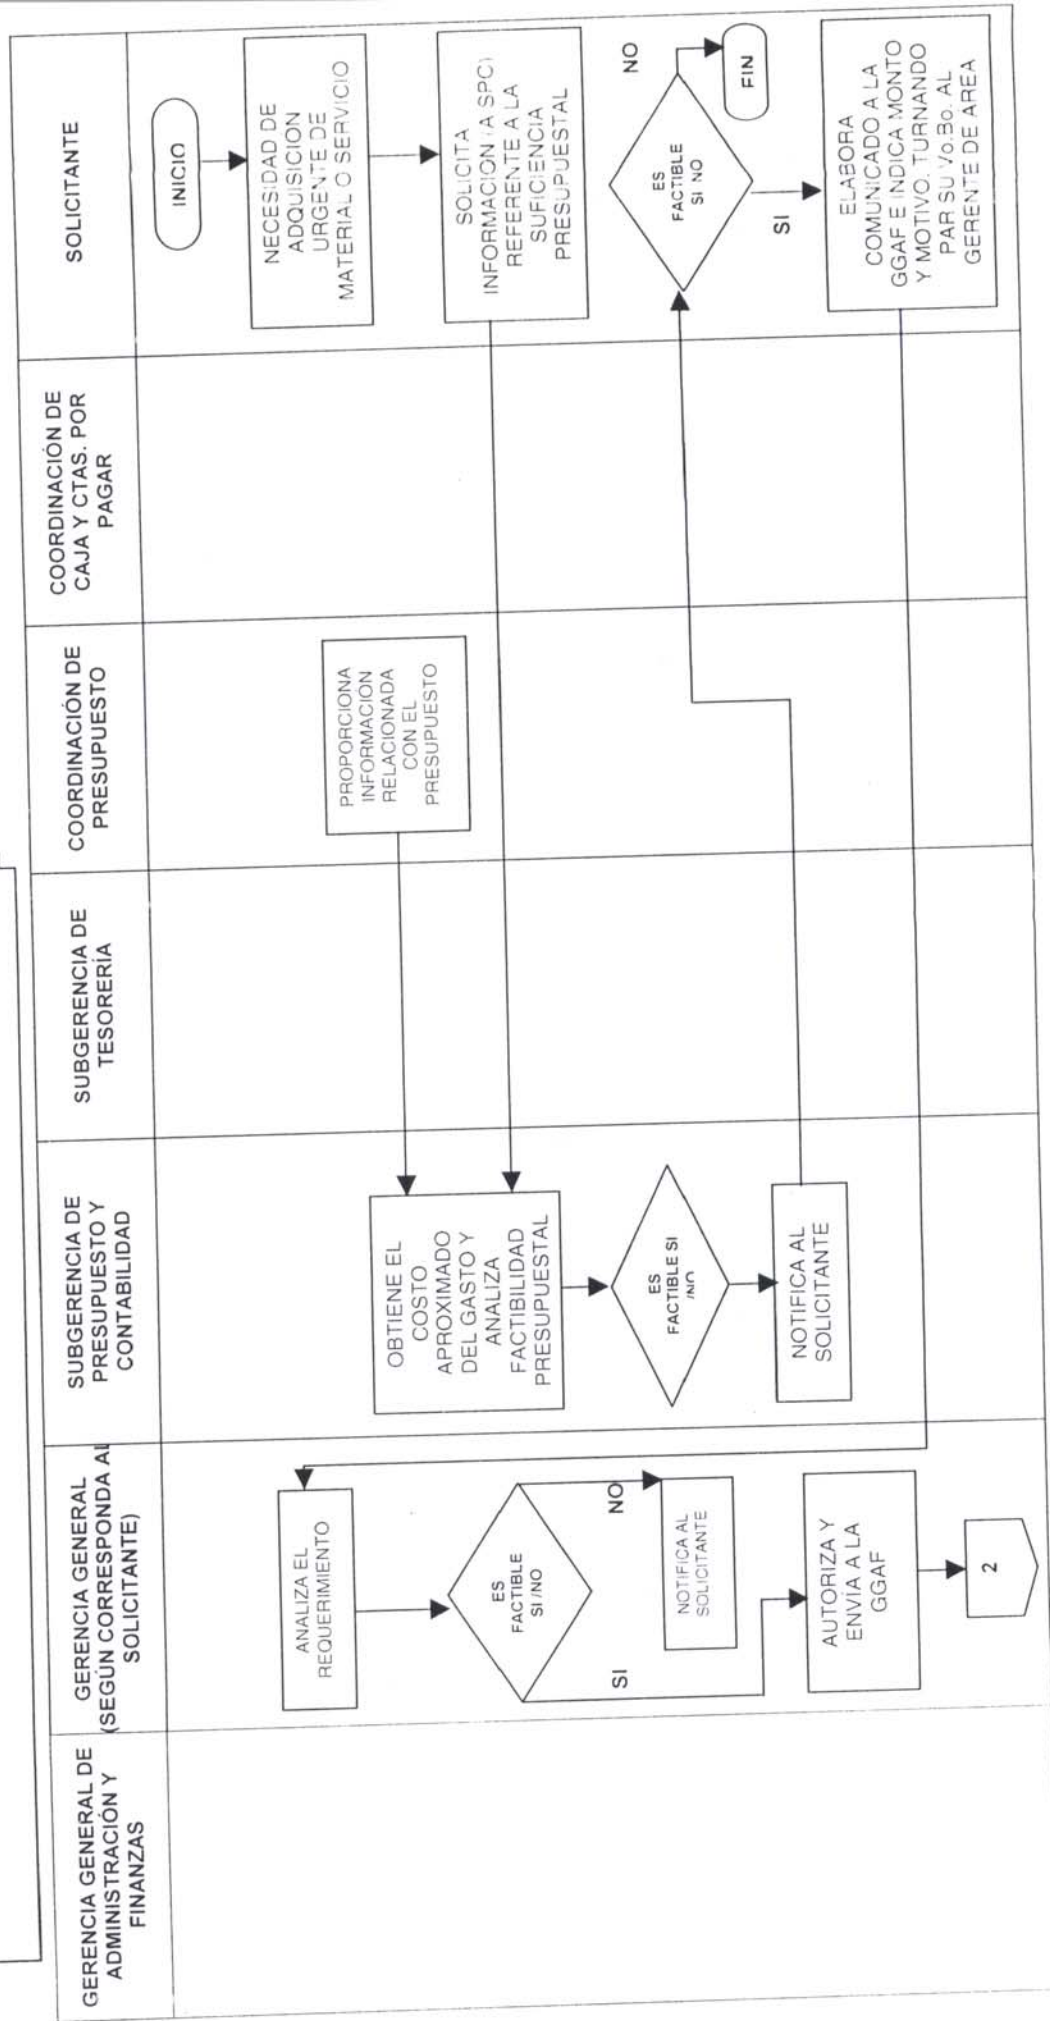 GERENCIA GENERAL DE
ADMINISTRACIÓN Y
FINANZAS
GERENCIA GENERAL
(SEGÚN CORRESPONDA AL
SOLICITANTE)
SUBGERENCIA DE
PRESUPUESTO Y
CONTABILIDAD
SUBGERENCIA DE
TESORERÍA
COORDINACIÓN DE
PRESUPUESTO
COORDINACIÓN DE
CAJA Y CTAS. POR
PAGAR
SOLICITANTE
INICIO
NECESIDAD DE
ADQUISICION
URGENTE DE
MATERIAL O SERVICIO
SOLICITA
INFORMACION (A SPC)
REFERENTE A LA
SUFICIENCIA
PRESUPUESTAL
PROPORCIONA
INFORMACIÓN
RELACIONADA
CON EL
PRESUPUESTO
OBTIENE EL
COSTO
APROXIMADO
DEL GASTO Y
ANALIZA
FACTIBILIDAD
PRESUPUESTAL
ES
FACTIBLE SI
/NO
NOTIFICA AL
SOLICITANTE
ES
FACTIBLE
SI NO
NO
FIN
SI
ELABORA
COMUNICADO A LA
GGAF E INDICA MONTO
Y MOTIVO. TURNANDO
PAR SU Vo.Bo. AL
GERENTE DE ÁREA
ANALIZA EL
REQUERIMIENTO
ES
FACTIBLE
SI /NO
NO
NOTIFICA AL
SOLICITANTE
SI
AUTORIZA Y
ENVÍA A LA
GGAF
2